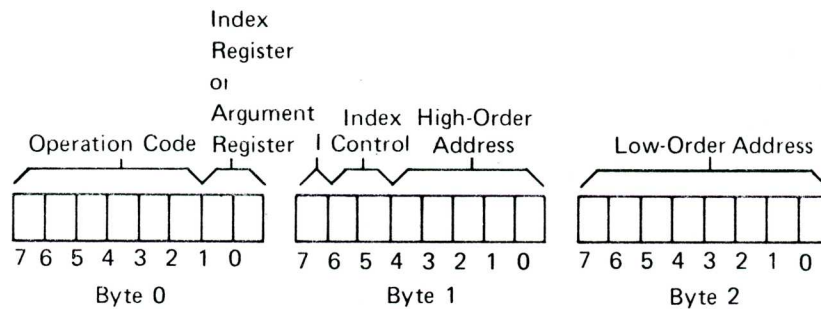 Index
Register
or
Argument
Register
Operation Code
I
Index
Control
High-Order
Address
Low-Order Address
7 6 5 4 3 2 1 0
Byte 0
7 6 5 4 3 2 1 0
Byte 1
7 6 5 4 3 2 1 0
Byte 2